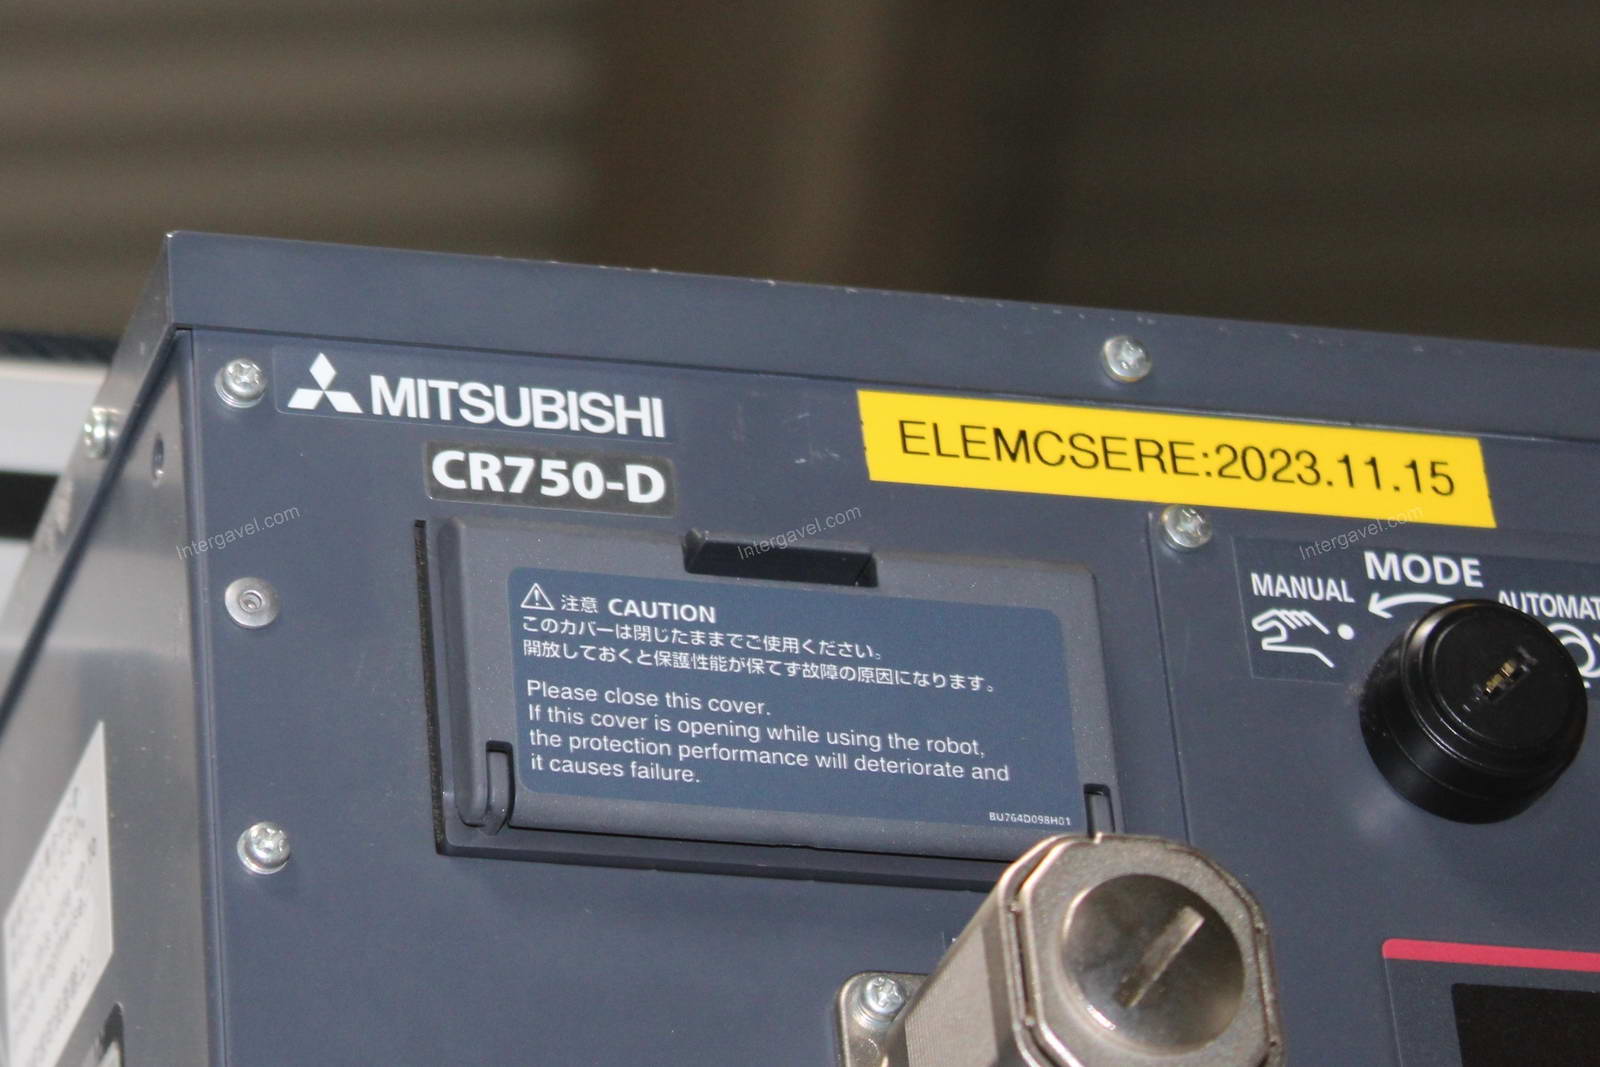 MITSUBISHI
CR750-D
ELEMCSERE:2023.11.15
Intergavel.com
Intergavel.com
Intergavel.com
MODE
MANUAL
注意 CAUTION
このカバーは閉じたままでご使用ください。
開放しておくと保護性能が保てず故障の原因になります。
Please close this cover.
If this cover is opening while using the robot,
the protection performance will deteriorate and
it causes failure.
BU764D098H01